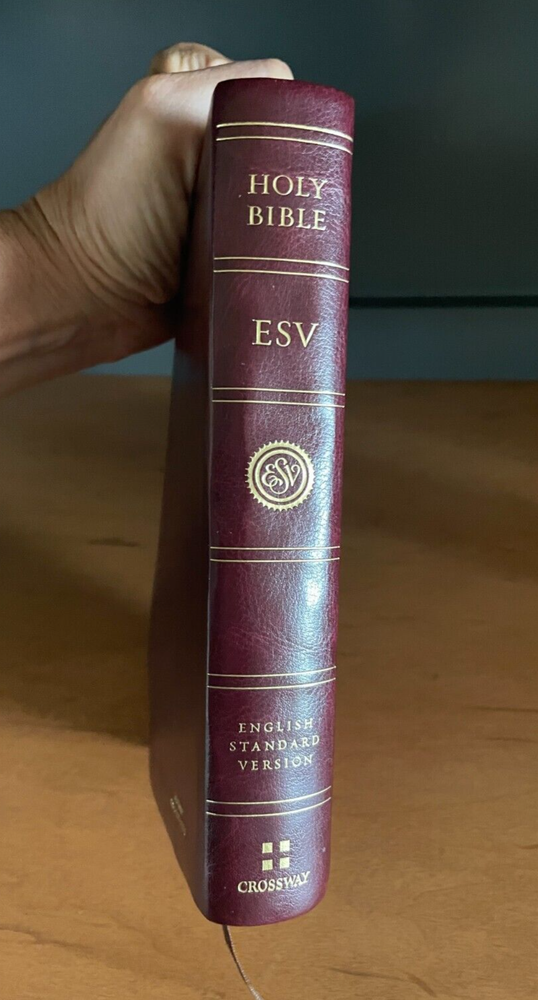 HOLY
BIBLE
ESV
ESV
ENGLISH
STANDARD
VERSION
CROSSWAY